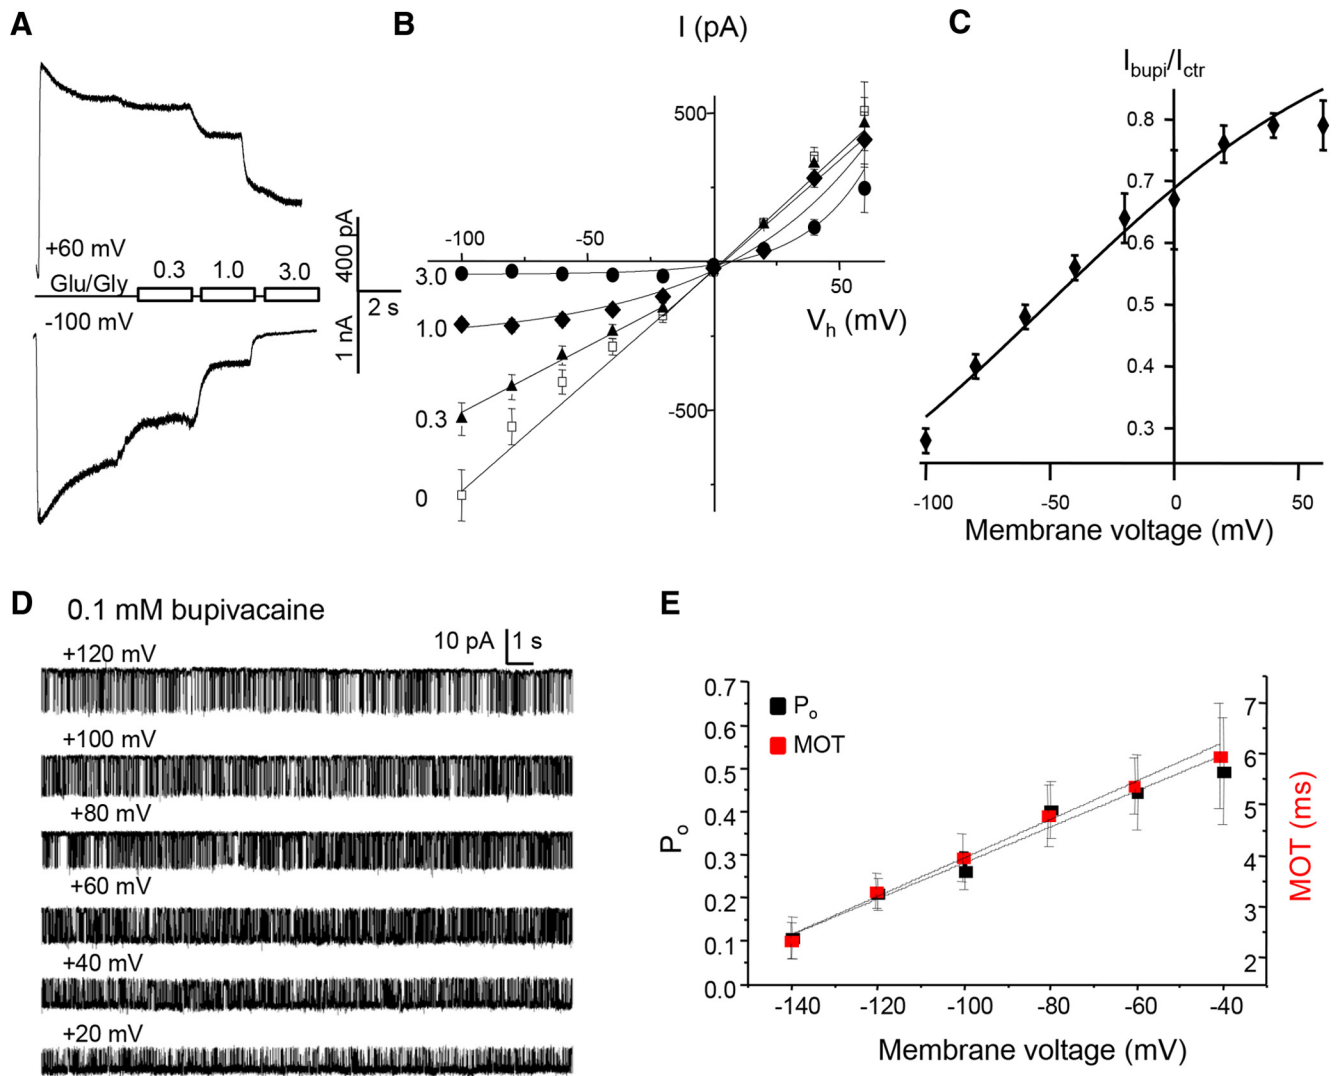 A
+60 mV
Glu/Gly
0.3
1.0
3.0
-100 mV
400 pA
1 nA
2 s
B
I (pA)
500
-100
-50
50
V_h (mV)
-500
3.0
1.0
0.3
0
C
I_bupi/I_ctr
0.8
0.7
0.6
0.5
0.4
0.3
-100
-50
0
50
Membrane voltage (mV)
D
0.1 mM bupivacaine
10 pA
1 s
+120 mV
+100 mV
+80 mV
+60 mV
+40 mV
+20 mV
E
P_o
MOT
0.7
0.6
0.5
0.4
0.3
0.2
0.1
0.0
P_o
7
6
5
4
3
2
MOT (ms)
-140
-120
-100
-80
-60
-40
Membrane voltage (mV)